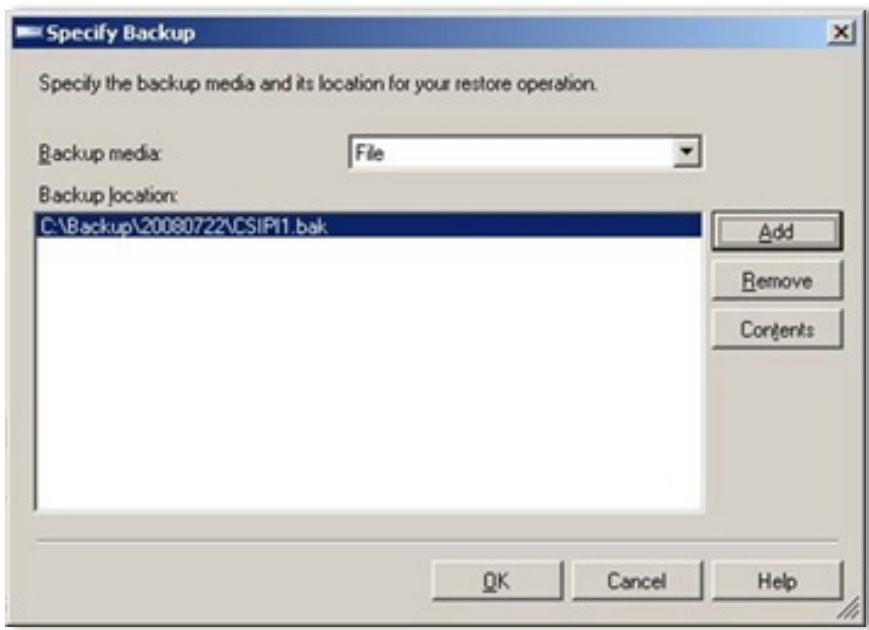 Specify Backup
Specify the backup media and its location for your restore operation.
Backup media:
File
Backup location:
C:\Backup\20080722\CSIPI1.bak
Add
Remove
Contents
OK
Cancel
Help